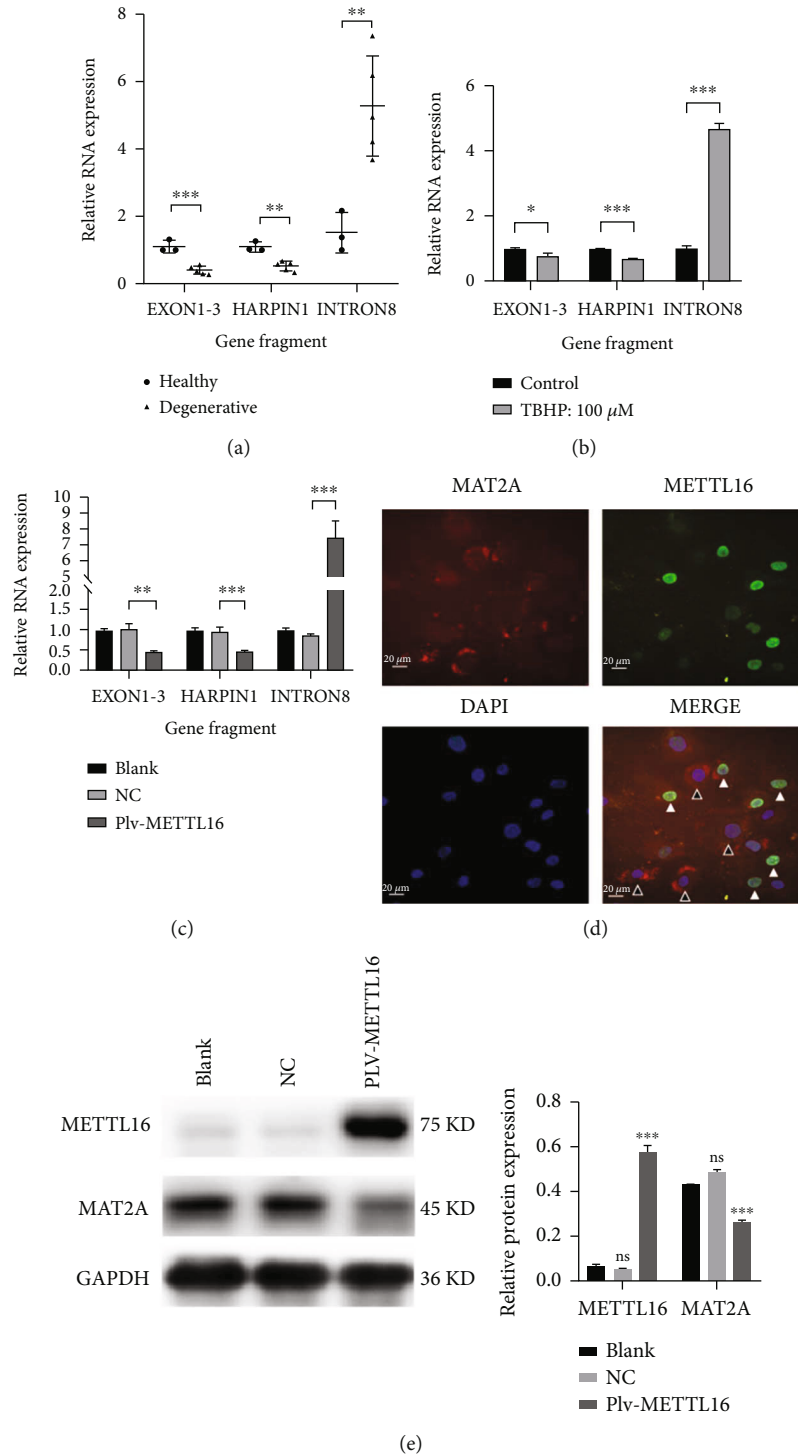 8
6
4
2
0
Relative RNA expression
***
**
**
EXON1-3 HARPIN1 INTRON8
Gene fragment
Healthy
Degenerative
(a)
6
4
2
0
Relative RNA expression
*
***
***
EXON1-3 HARPIN1 INTRON8
Gene fragment
Control
TBHP: 100 μM
(b)
10
9
8
7
6
5
2.0
1.5
1.0
0.5
0.0
Relative RNA expression
**
***
***
EXON1-3 HARPIN1 INTRON8
Gene fragment
Blank
NC
Plv-METTL16
(c)
MAT2A METTL16
20 μm 20 μm
DAPI MERGE
20 μm 20 μm
(d)
Blank NC PLV-METTL16
METTL16 75 KD
MAT2A 45 KD
GAPDH 36 KD
0.8
0.6
0.4
0.2
0.0
Relative protein expression
ns
***
ns
***
METTL16 MAT2A
Blank
NC
Plv-METTL16
(e)